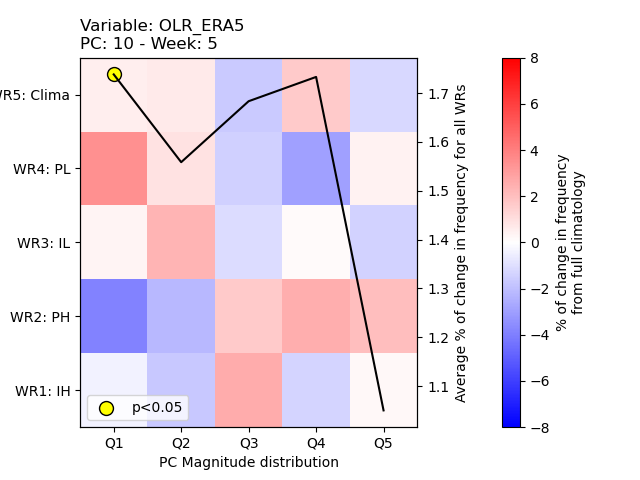 Variable: OLR_ERA5
PC: 10 - Week: 5
WR5: Clima
WR4: PL
WR3: IL
WR2: PH
WR1: IH
p<0.05
Q1 Q2 Q3 Q4 Q5
PC Magnitude distribution
1.7
1.6
1.5
1.4
1.3
1.2
1.1
Average % of change in frequency for all WRs
8
6
4
2
0
−2
−4
−6
−8
% of change in frequency
from full climatology